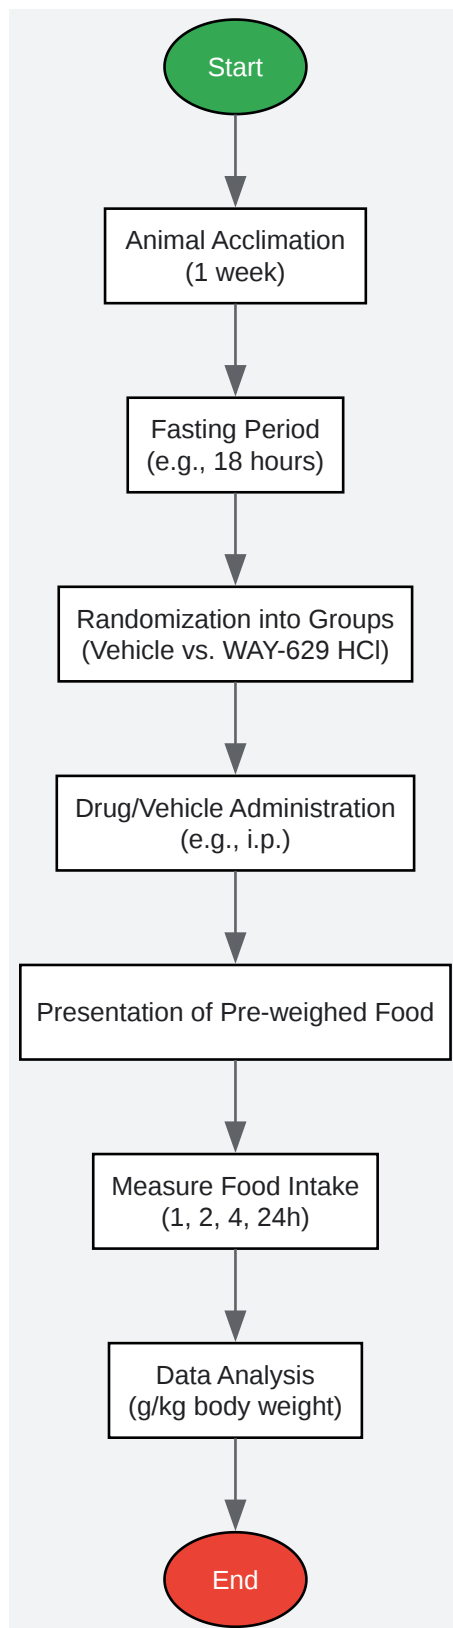 Start
Animal Acclimation
(1 week)
Fasting Period
(e.g., 18 hours)
Randomization into Groups
(Vehicle vs. WAY-629 HCl)
Drug/Vehicle Administration
(e.g., i.p.)
Presentation of Pre-weighed Food
Measure Food Intake
(1, 2, 4, 24h)
Data Analysis
(g/kg body weight)
End